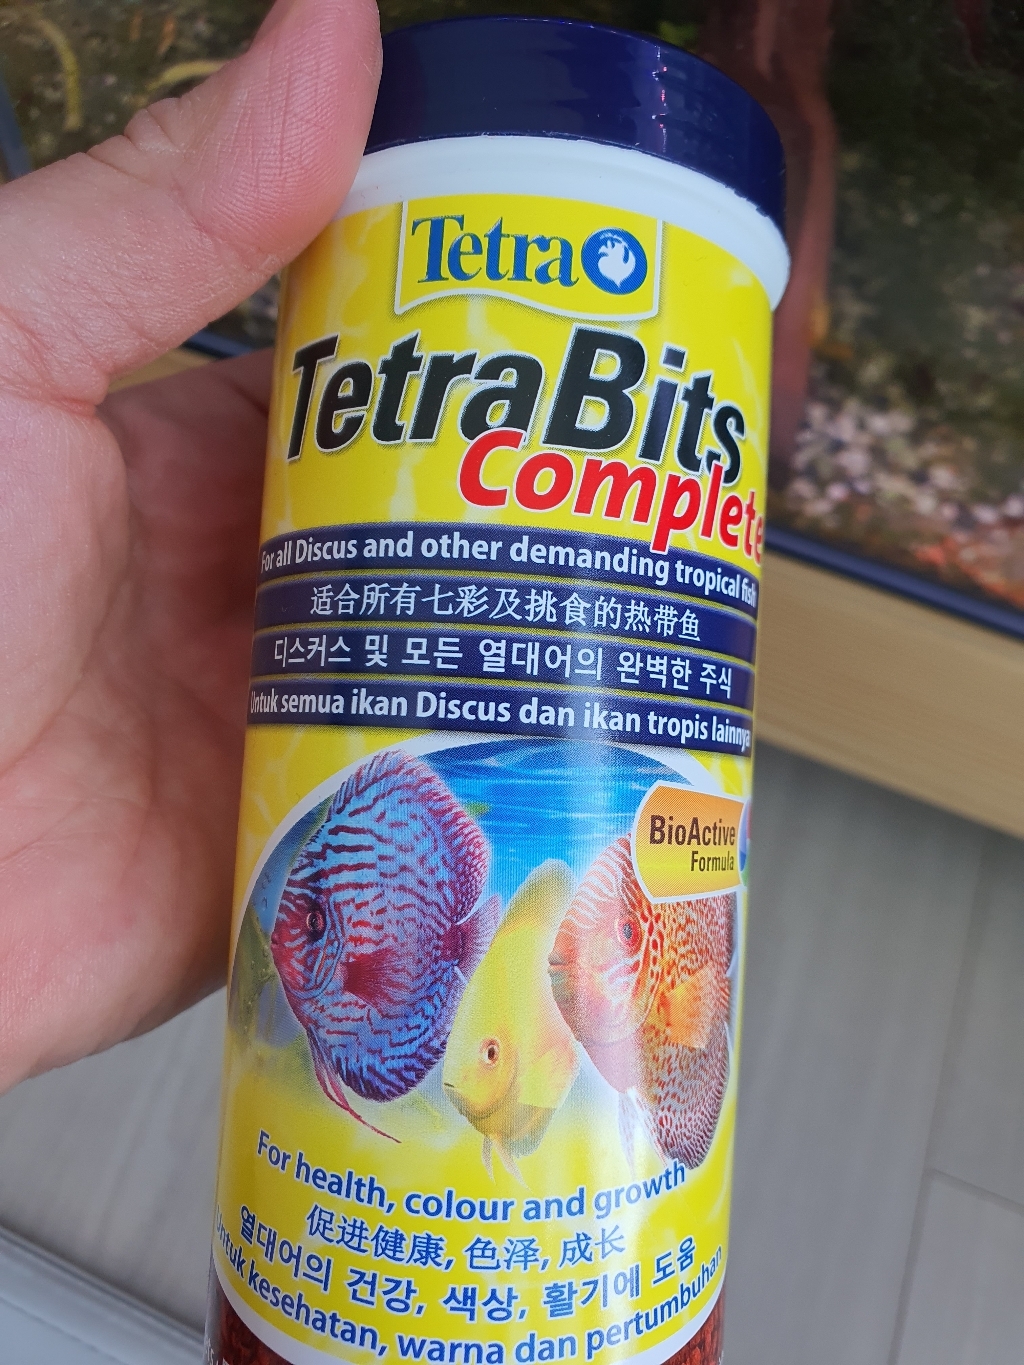 Tetra
TetraBits
Complete
For all Discus and other demanding tropical fish
适合所有七彩及挑食的热带鱼
디스커스 및 모든 열대어의 완벽한 주식
Untuk semua ikan Discus dan ikan tropis lainnya
BioActive
Formula
For health, colour and growth
促进健康, 色泽, 成长
열대어의 건강, 색상, 활기에 도움
Untuk kesehatan, warna dan pertumbuhan